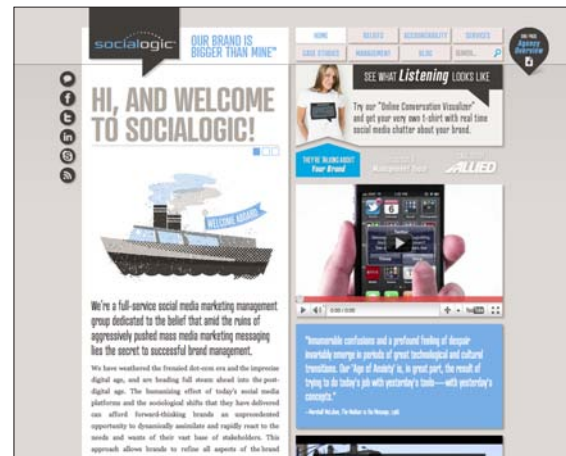 socialogic
OUR BRAND IS
BIGGER THAN MINE™
HOME
BELIEFS
ACCOUNTABILITY
SERVICES
CASE STUDIES
MANAGEMENT
BLOG
SEARCH...
ONE PAGE
Agency
Overview
HI, AND WELCOME
TO SOCIALOGIC!
WELCOME ABOARD
We're a full-service social media marketing management
group dedicated to the belief that amid the ruins of
aggressively pushed mass media marketing messaging
lies the secret to successful brand management.
We have weathered the frenzied dot-com era and the imprecise
digital age, and are heading full steam ahead into the post-
digital age. The humanizing effect of today's social media
platforms and the sociological shifts that they have delivered
can afford forward-thinking brands an unprecedented
opportunity to dynamically assimilate and rapidly react to the
needs and wants of their vast base of stakeholders. This
approach allows brands to refine all aspects of the brand
SEE WHAT Listening LOOKS LIKE
Try our "Online Conversation Visualizer"
and get your very own t-shirt with real time
social media chatter about your brand.
THEY'RE TALKING ABOUT
Your Brand
Management Book
ALLIED
Twitter
0:00 / 0:00
YouTube
"Innumerable confusions and a profound feeling of despair
invariably emerge in periods of great technological and cultural
transitions. Our 'Age of Anxiety' is, in great part, the result of
trying to do today's job with yesterday's tools—with yesterday's
concepts."
—Marshall McLuhan, The Medium is the Massage, 1967.